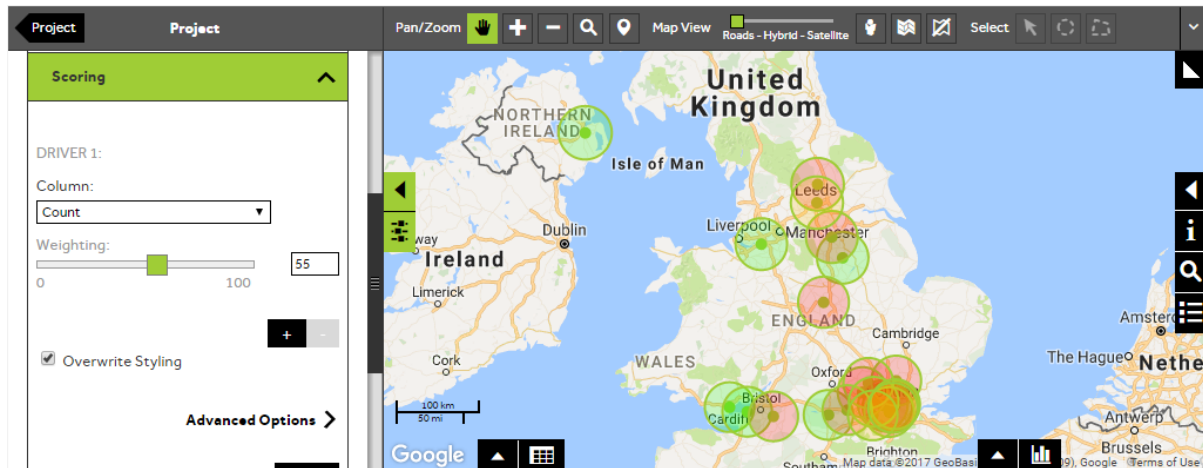 Project
Project
Pan/Zoom
Map View
Roads - Hybrid - Satellite
Select
Scoring
DRIVER 1:
Column:
Count
Weighting:
55
0
100
+
-
Overwrite Styling
Advanced Options
United
Kingdom
NORTHERN
IRELAND
Isle of Man
Leeds
Liverpool
Manchester
Dublin
way
Ireland
Limerick
ENGLAND
Cambridge
Amster
The Hague
Nethe
Cork
WALES
Oxford
100 km
50 mi
Bristol
Cardiff
Antwerp
Brussels
Brighton
Southam
Google
Map data ©2017 GeoBasi
09), Google
Terms of Use